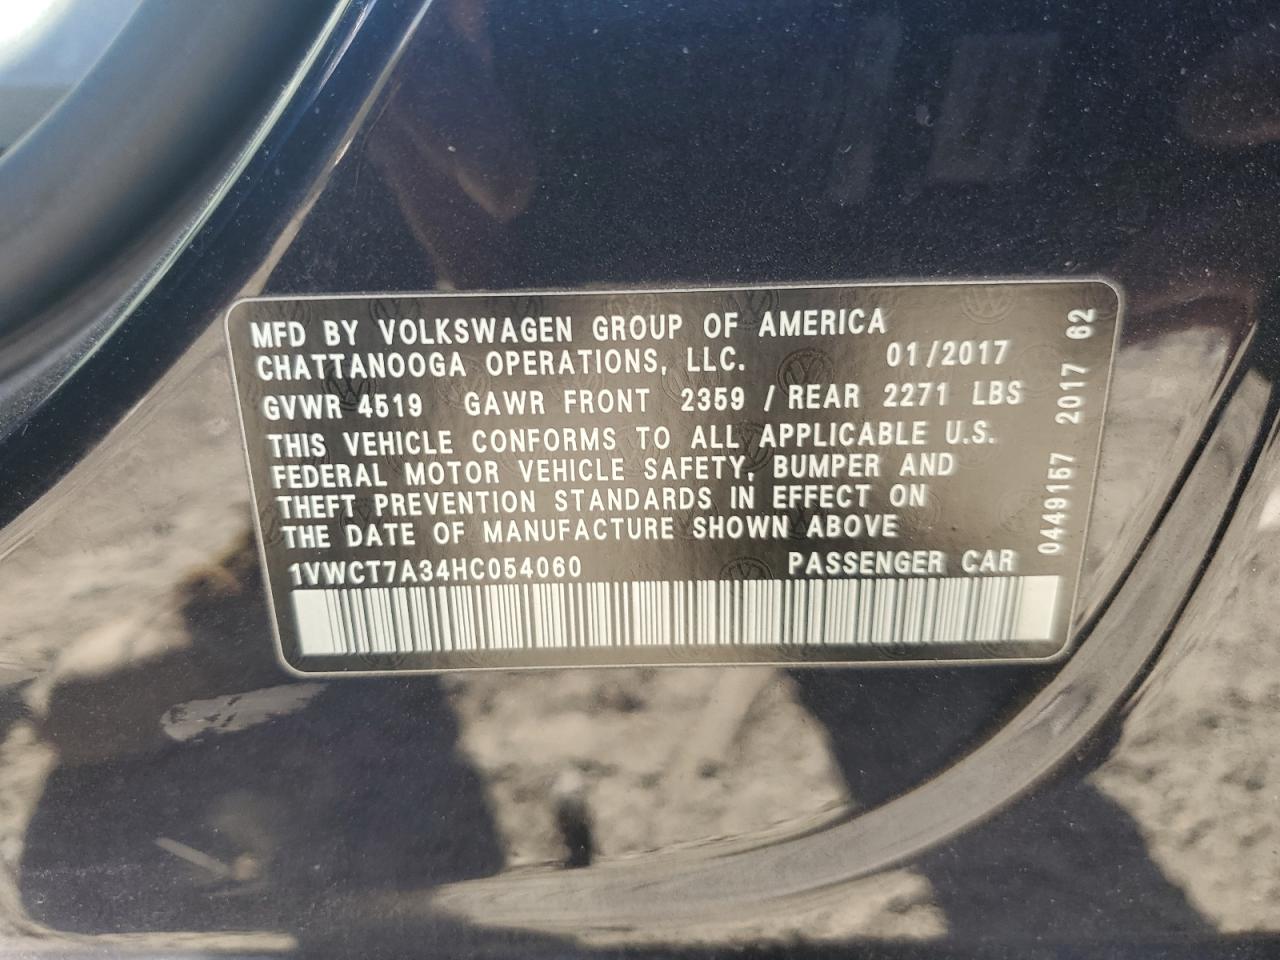 MFD BY VOLKSWAGEN GROUP OF AMERICA
CHATTANOOGA OPERATIONS, LLC. 01/2017
GVWR 4519 GAWR FRONT 2359 / REAR 2271 LBS
THIS VEHICLE CONFORMS TO ALL APPLICABLE U.S.
FEDERAL MOTOR VEHICLE SAFETY, BUMPER AND
THEFT PREVENTION STANDARDS IN EFFECT ON
THE DATE OF MANUFACTURE SHOWN ABOVE
1VWCT7A34HC054060 PASSENGER CAR
0449157 2017 62